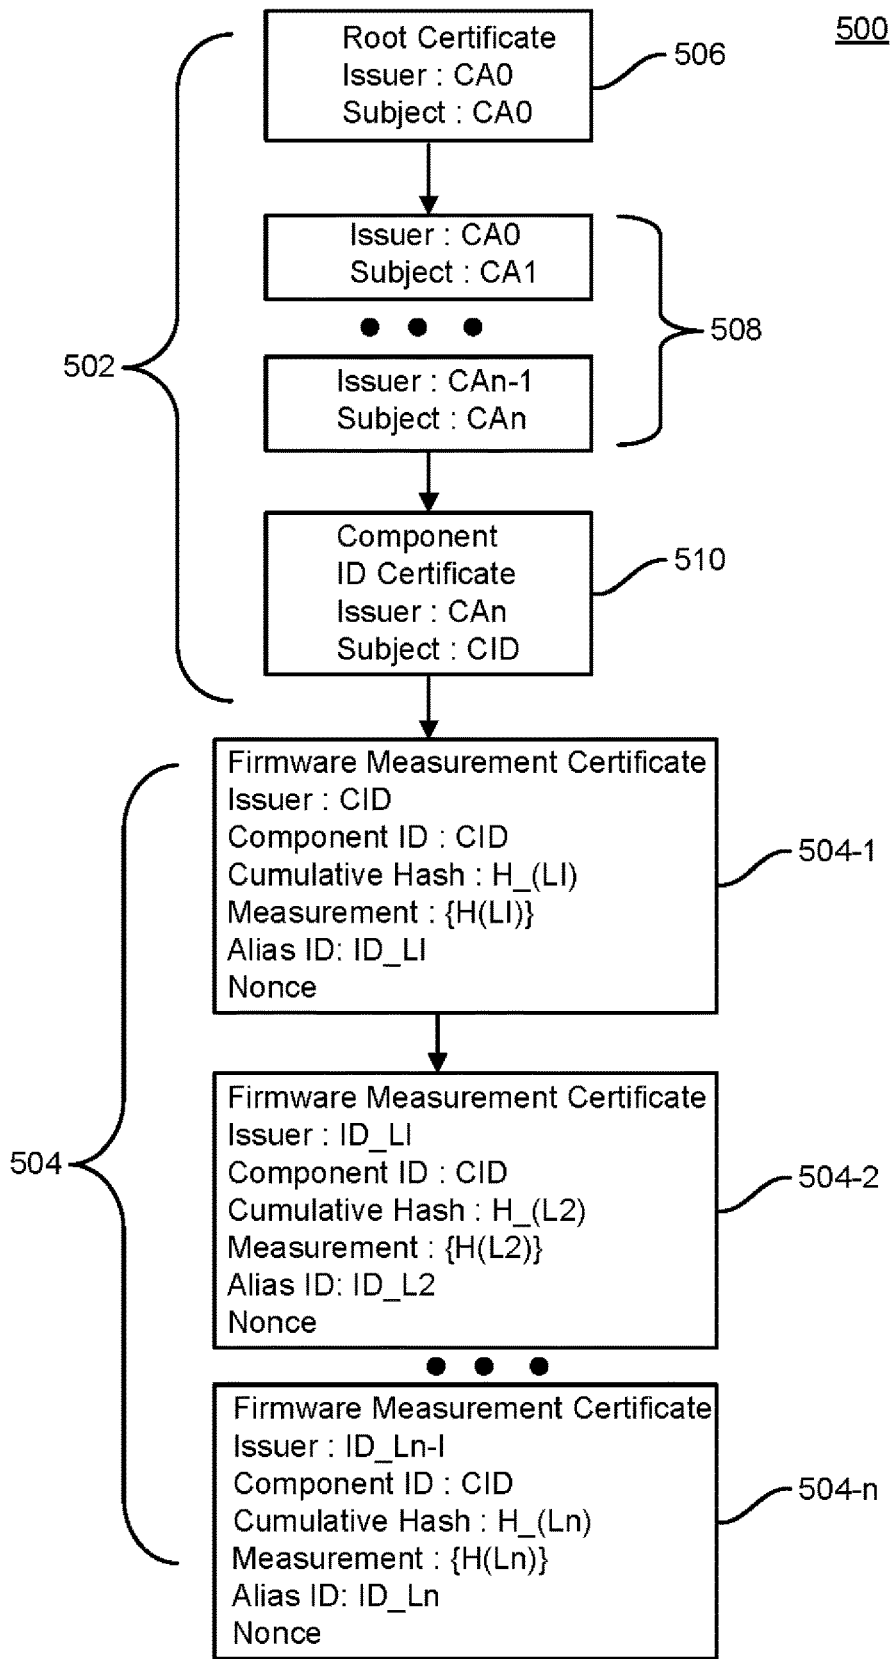 500
Root Certificate
Issuer : CA0
Subject : CA0
506
Issuer : CA0
Subject : CA1
508
502
Issuer : CAn-1
Subject : CAn
Component
ID Certificate
Issuer : CAn
Subject : CID
510
Firmware Measurement Certificate
Issuer : CID
Component ID : CID
Cumulative Hash : H_(LI)
Measurement : {H(LI)}
Alias ID: ID_LI
Nonce
504-1
504
Firmware Measurement Certificate
Issuer : ID_LI
Component ID : CID
Cumulative Hash : H_(L2)
Measurement : {H(L2)}
Alias ID: ID_L2
Nonce
504-2
Firmware Measurement Certificate
Issuer : ID_Ln-I
Component ID : CID
Cumulative Hash : H_(Ln)
Measurement : {H(Ln)}
Alias ID: ID_Ln
Nonce
504-n